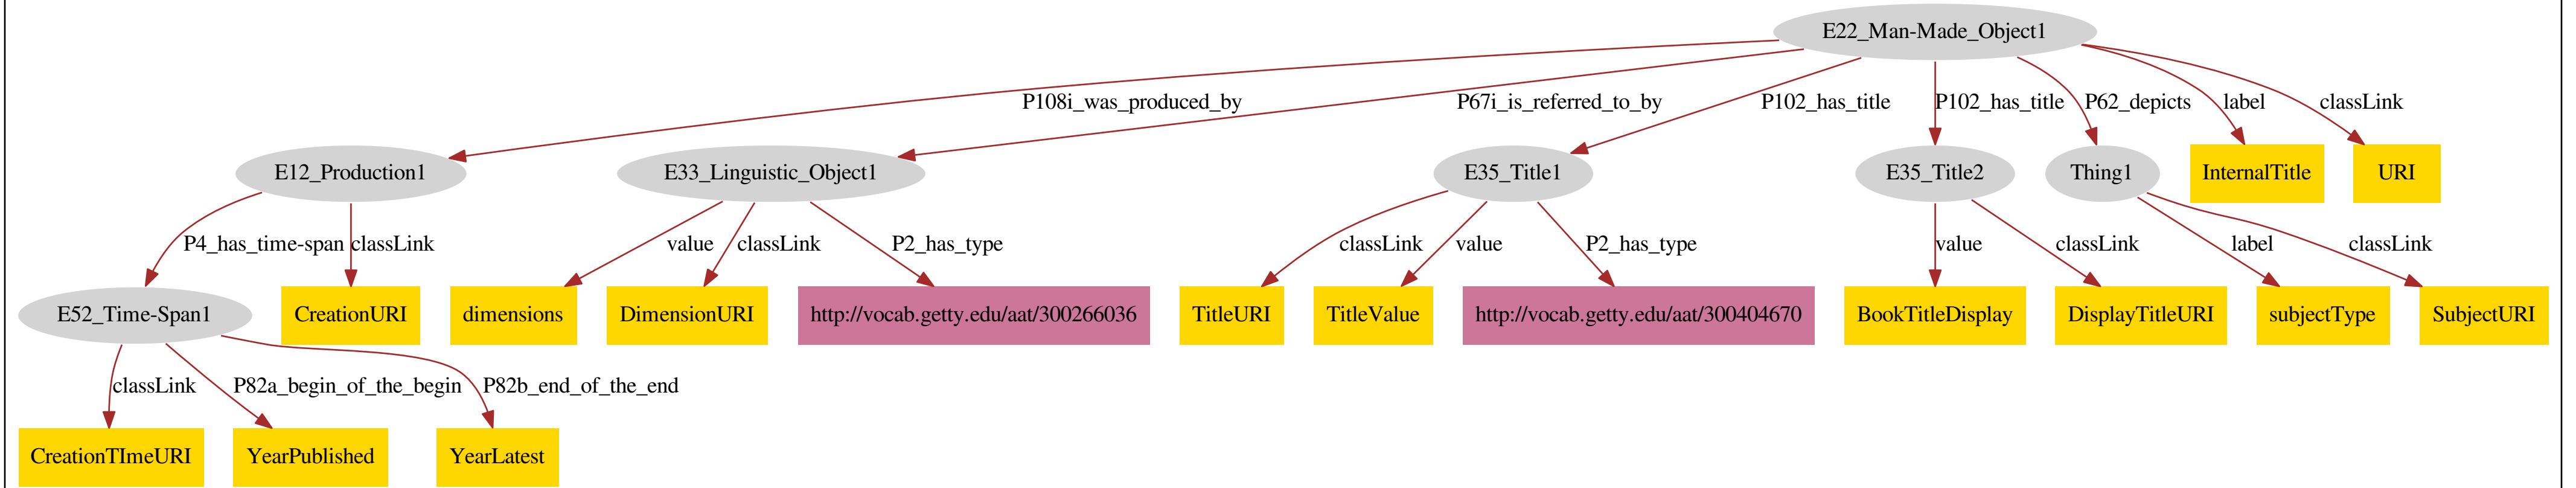 E22_Man-Made_Object1
P108i_was_produced_by
P67i_is_referred_to_by
P102_has_title
P102_has_title
P62_depicts
label
classLink
E12_Production1
E33_Linguistic_Object1
E35_Title1
E35_Title2
Thing1
InternalTitle
URI
P4_has_time-span
classLink
value
classLink
P2_has_type
classLink
value
P2_has_type
value
classLink
label
classLink
E52_Time-Span1
CreationURI
dimensions
DimensionURI
http://vocab.getty.edu/aat/300266036
TitleURI
TitleValue
http://vocab.getty.edu/aat/300404670
BookTitleDisplay
DisplayTitleURI
subjectType
SubjectURI
classLink
P82a_begin_of_the_begin
P82b_end_of_the_end
CreationTImeURI
YearPublished
YearLatest